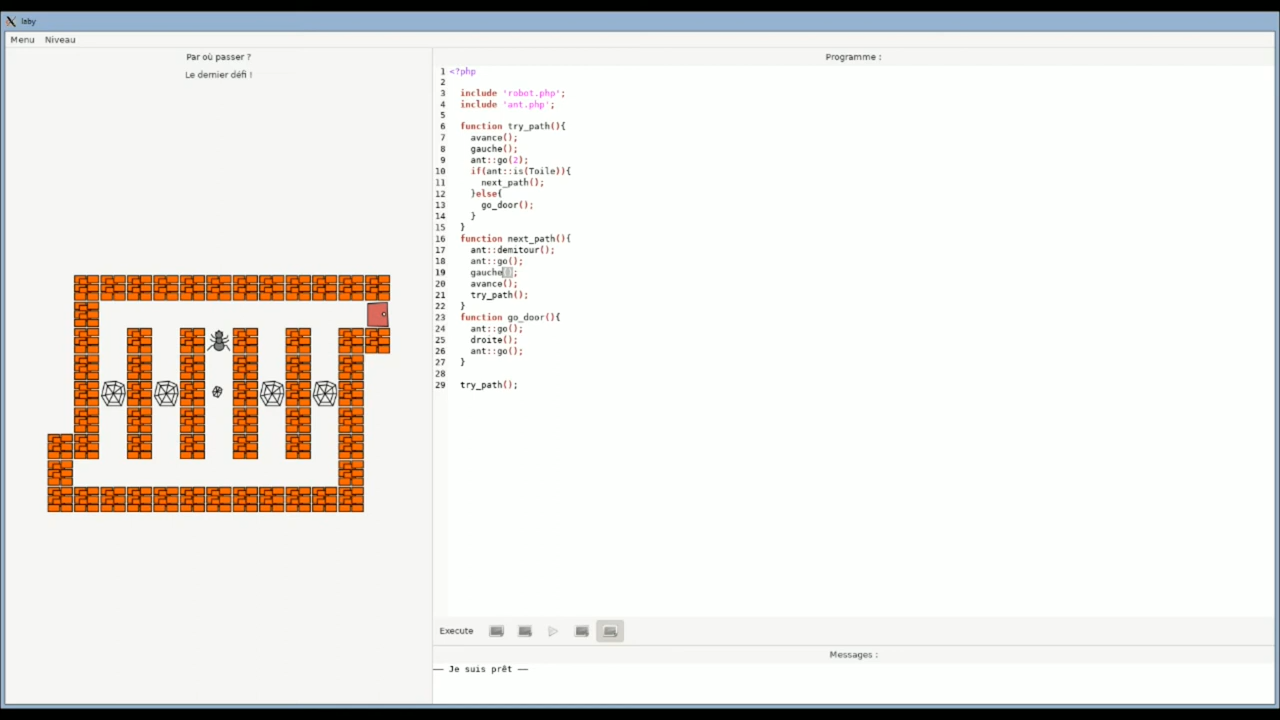 laby
Menu Niveau
Par où passer ?
Le dernier défi !
Programme :
1 <?php
2
3 include 'robot.php';
4 include 'ant.php';
5
6 function try_path(){
7 avance();
8 gauche();
9 ant::go(2);
10 if(ant::is(Toile)){
11 next_path();
12 }else{
13 go_door();
14 }
15 }
16 function next_path(){
17 ant::demitour();
18 ant::go();
19 gauche();
20 avance();
21 try_path();
22 }
23 function go_door(){
24 ant::go();
25 droite();
26 ant::go();
27 }
28
29 try_path();
Execute
Messages :
—— Je suis prêt ——